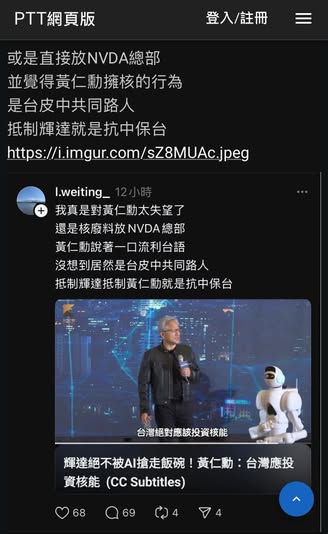 PTT網頁版
登入/註冊
或是直接放NVDA總部
並覺得黃仁勳擁核的行為
是台皮中共同路人
抵制輝達就是抗中保台
https://i.imgur.com/sZ8MUAc.jpeg
l.weiting_ 12小時
我真是對黃仁勳太失望了
還是核廢料放NVDA總部
黃仁勳說著一口流利台語
沒想到居然是台皮中共同路人
抵制輝達抵制黃仁勳就是抗中保台
台灣絕對應該投資核能
輝達絕不被AI搶走飯碗！黃仁勳：台灣應投
資核能 (CC Subtitles)
68
69
4
4